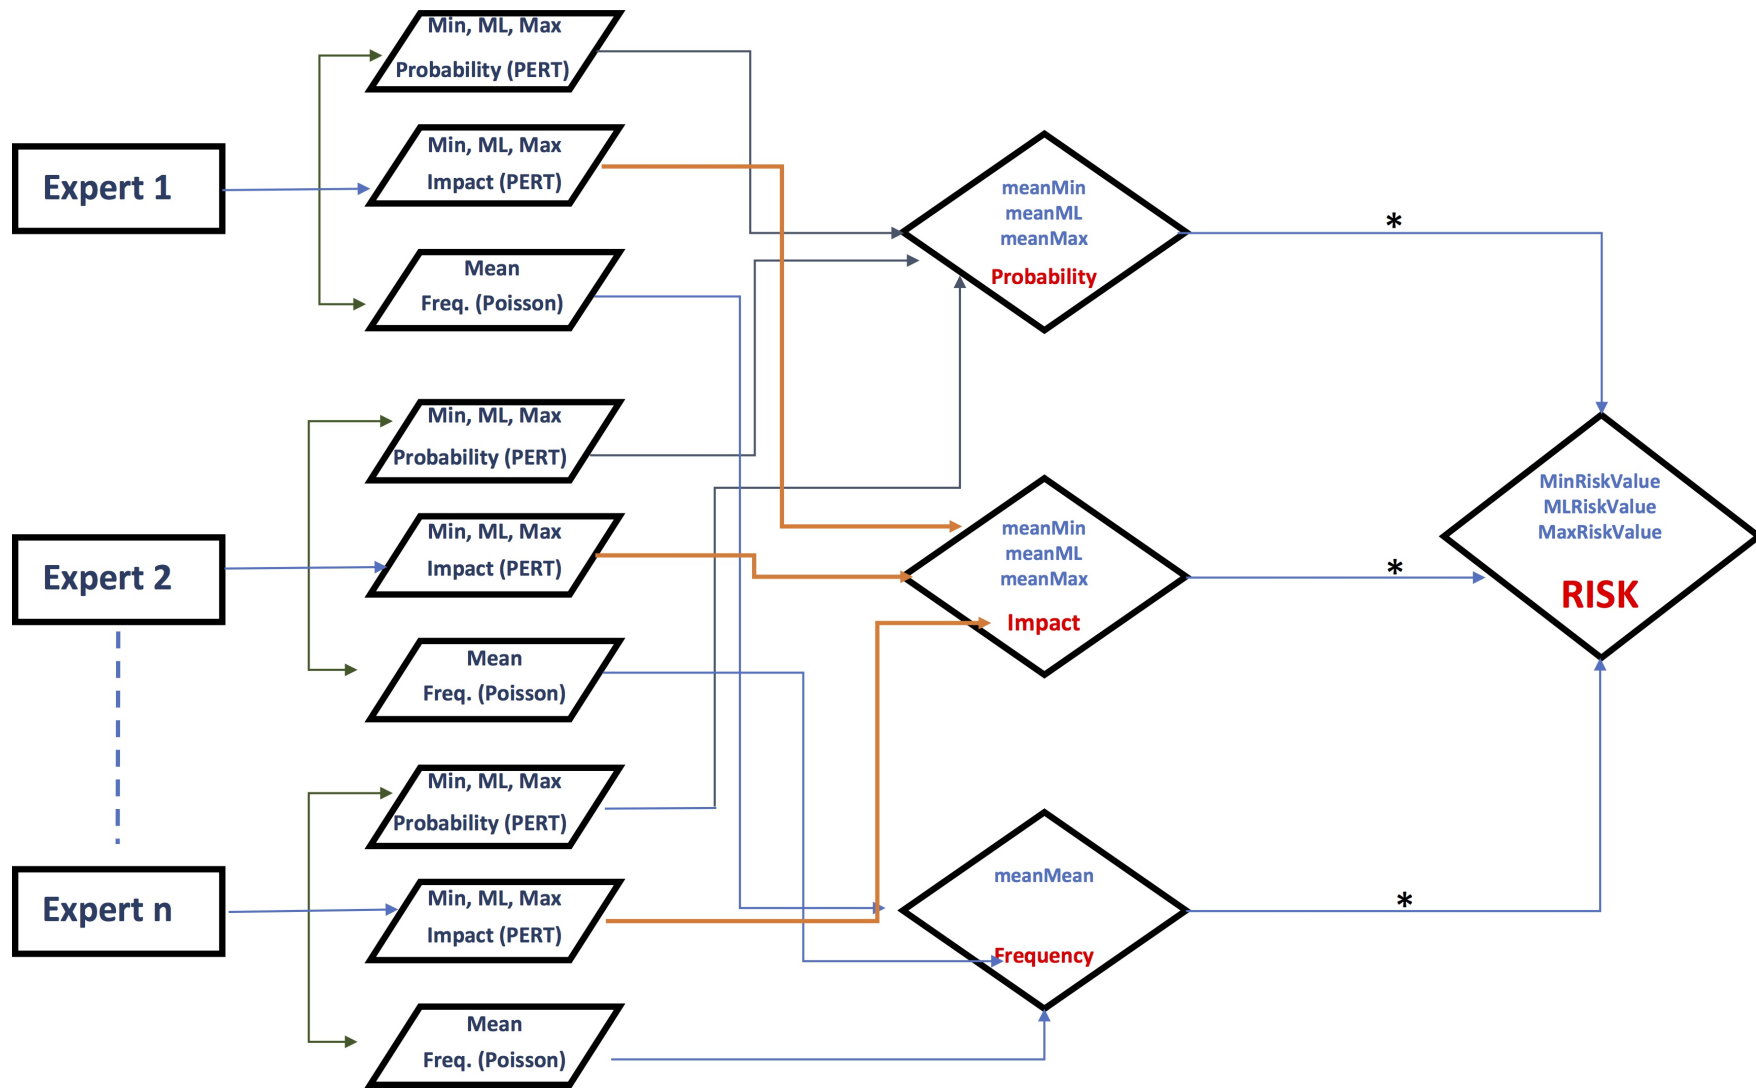 Expert 1
Min, ML, Max
Probability (PERT)
Min, ML, Max
Impact (PERT)
Mean
Freq. (Poisson)
Expert 2
Min, ML, Max
Probability (PERT)
Min, ML, Max
Impact (PERT)
Mean
Freq. (Poisson)
Expert n
Min, ML, Max
Probability (PERT)
Min, ML, Max
Impact (PERT)
Mean
Freq. (Poisson)
meanMin
meanML
meanMax
Probability
*
meanMin
meanML
meanMax
Impact
*
meanMean
Frequency
*
MinRiskValue
MLRiskValue
MaxRiskValue
RISK